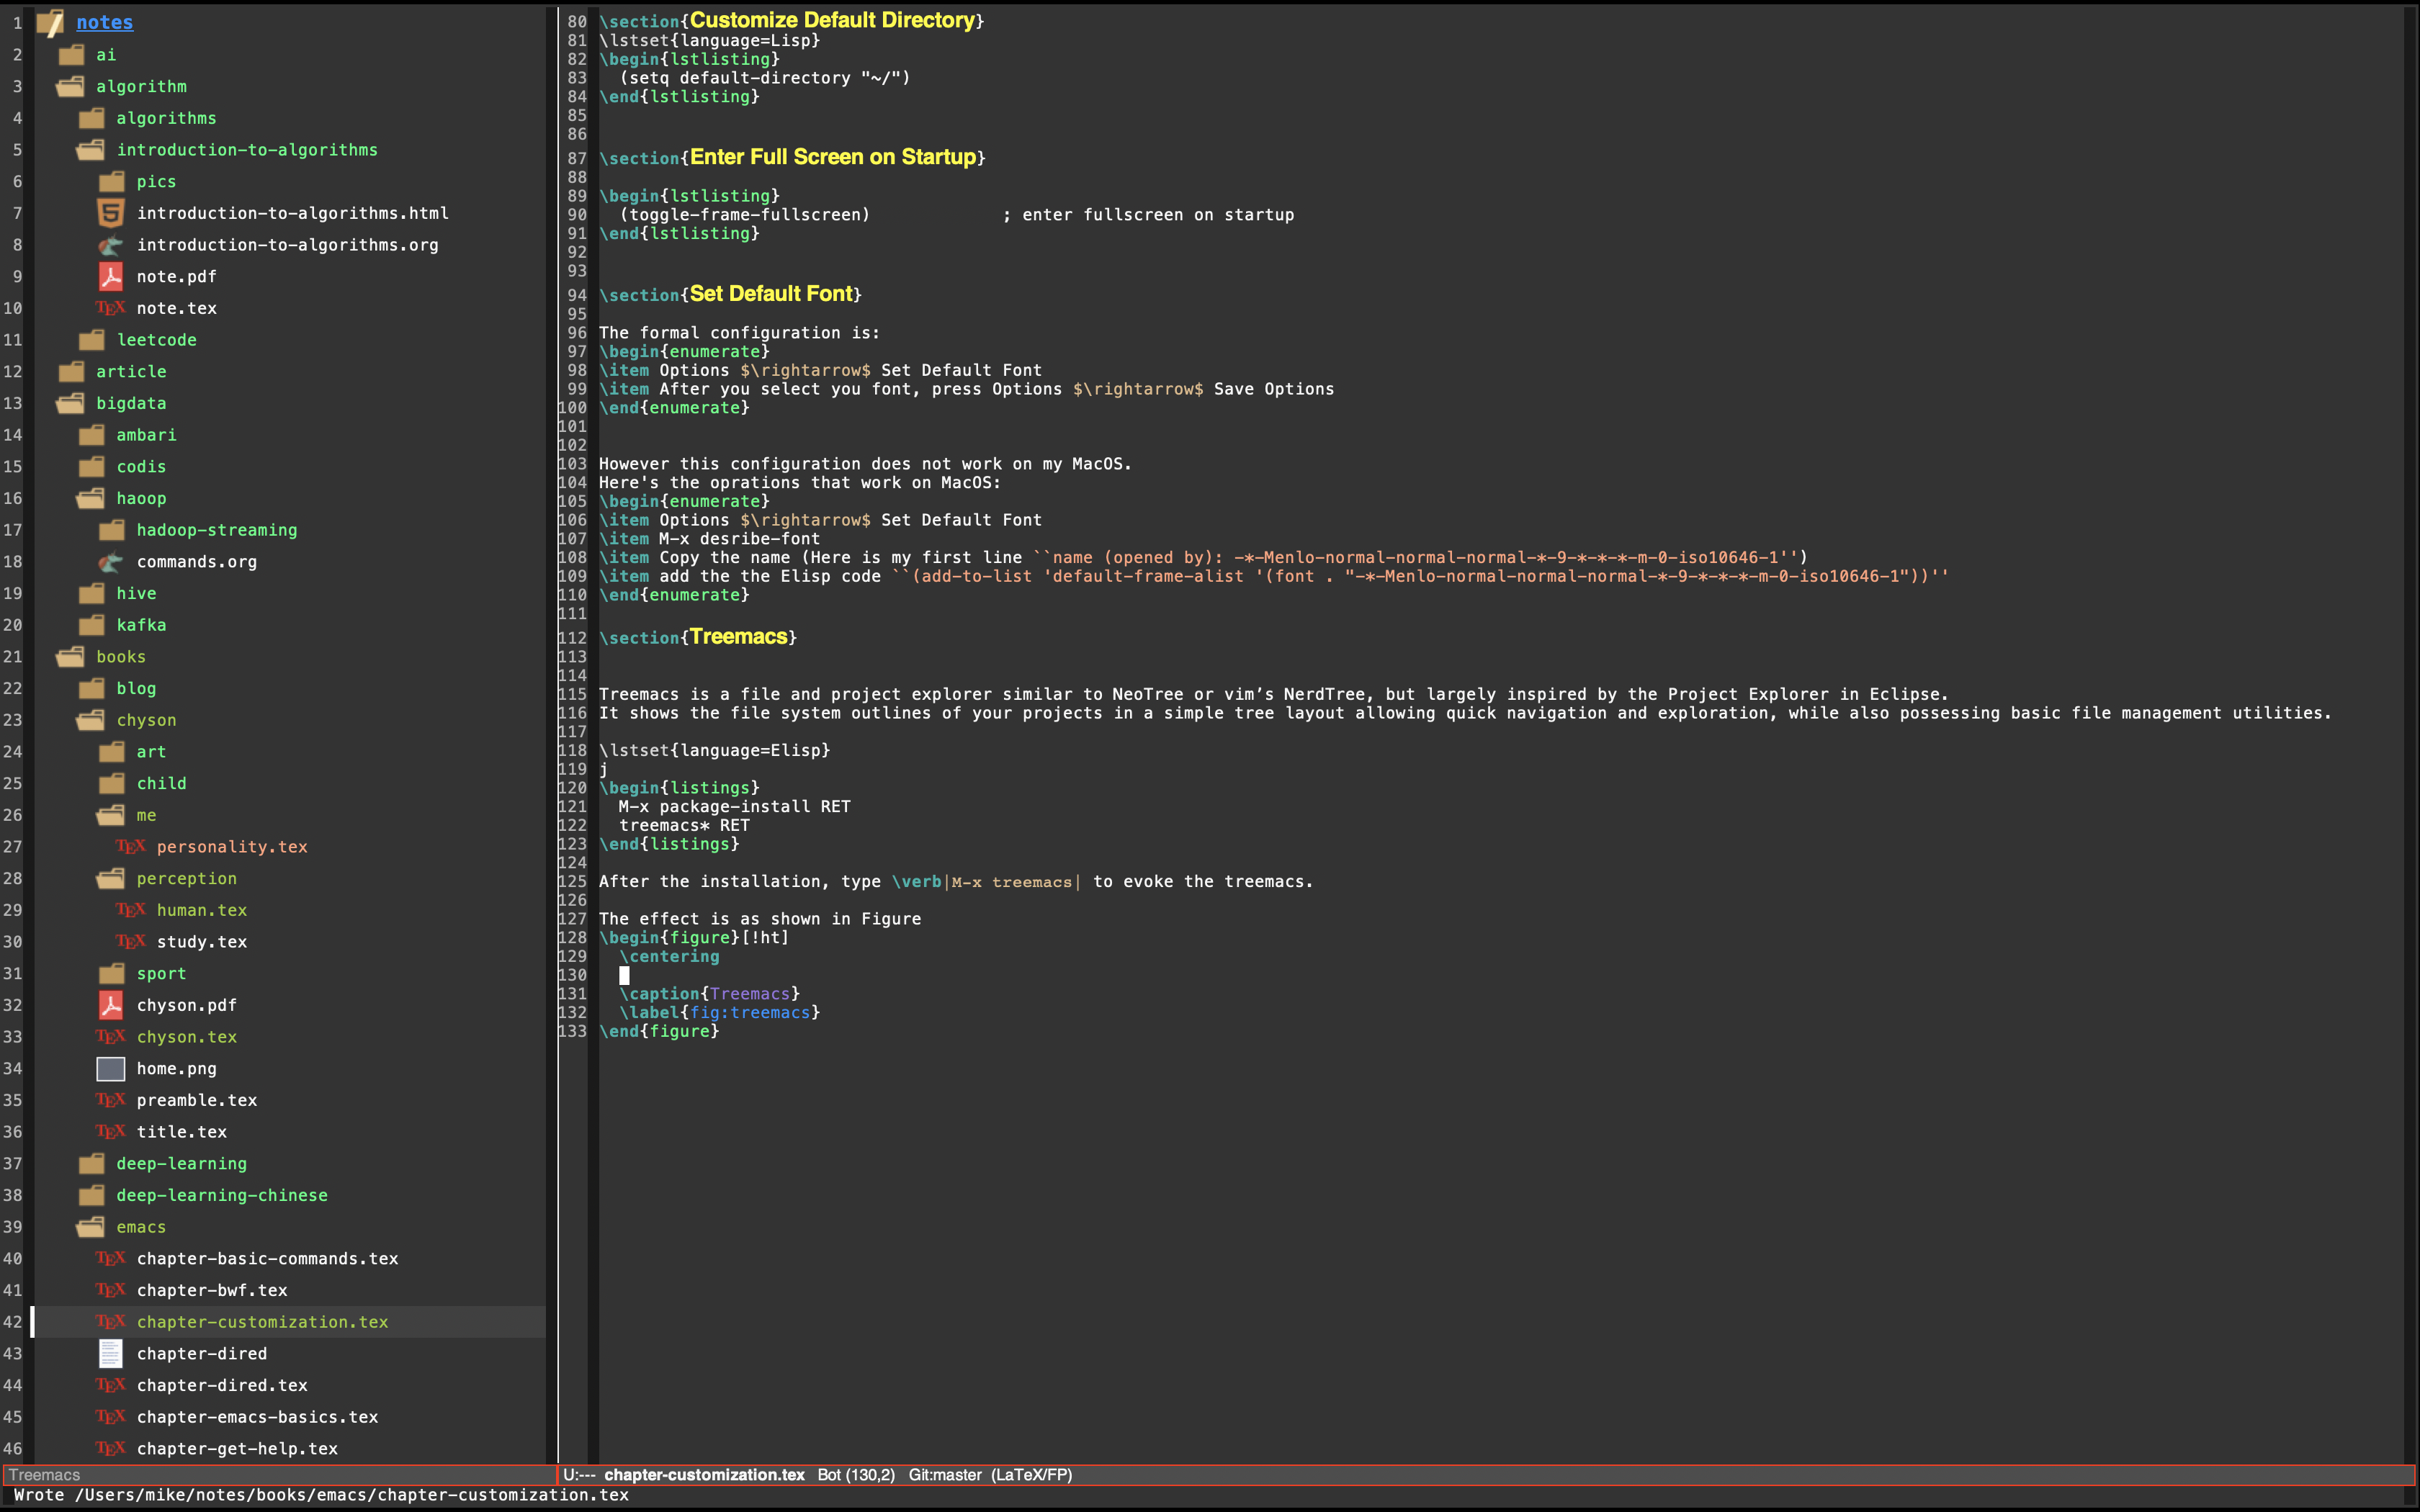 1 notes
2 ai
3 algorithm
4 algorithms
5 introduction-to-algorithms
6 pics
7 introduction-to-algorithms.html
8 introduction-to-algorithms.org
9 note.pdf
10 TEX note.tex
11 leetcode
12 article
13 bigdata
14 ambari
15 codis
16 haoop
17 hadoop-streaming
18 commands.org
19 hive
20 kafka
21 books
22 blog
23 chyson
24 art
25 child
26 me
27 TEX personality.tex
28 perception
29 TEX human.tex
30 TEX study.tex
31 sport
32 chyson.pdf
33 TEX chyson.tex
34 home.png
35 TEX preamble.tex
36 TEX title.tex
37 deep-learning
38 deep-learning-chinese
39 emacs
40 TEX chapter-basic-commands.tex
41 TEX chapter-bwf.tex
42 TEX chapter-customization.tex
43 chapter-dired
44 TEX chapter-dired.tex
45 TEX chapter-emacs-basics.tex
46 TEX chapter-get-help.tex
Treemacs
80 \section{Customize Default Directory}
81 \lstset{language=Lisp}
82 \begin{lstlisting}
83   (setq default-directory "~/")
84 \end{lstlisting}
85
86
87 \section{Enter Full Screen on Startup}
88
89 \begin{lstlisting}
90   (toggle-frame-fullscreen)             ; enter fullscreen on startup
91 \end{lstlisting}
92
93
94 \section{Set Default Font}
95
96 The formal configuration is:
97 \begin{enumerate}
98 \item Options $\rightarrow$ Set Default Font
99 \item After you select you font, press Options $\rightarrow$ Save Options
100 \end{enumerate}
101
102
103 However this configuration does not work on my MacOS.
104 Here's the oprations that work on MacOS:
105 \begin{enumerate}
106 \item Options $\rightarrow$ Set Default Font
107 \item M-x desribe-font
108 \item Copy the name (Here is my first line ``name (opened by): -*-Menlo-normal-normal-normal-*-9-*-*-*-m-0-iso10646-1'')
109 \item add the the Elisp code ``(add-to-list 'default-frame-alist '(font . "-*-Menlo-normal-normal-normal-*-9-*-*-*-m-0-iso10646-1"))''
110 \end{enumerate}
111
112 \section{Treemacs}
113
114
115 Treemacs is a file and project explorer similar to NeoTree or vim’s NerdTree, but largely inspired by the Project Explorer in Eclipse.
116 It shows the file system outlines of your projects in a simple tree layout allowing quick navigation and exploration, while also possessing basic file management utilities.
117
118 \lstset{language=Elisp}
119 j
120 \begin{listings}
121   M-x package-install RET
122   treemacs* RET
123 \end{listings}
124
125 After the installation, type \verb|M-x treemacs| to evoke the treemacs.
126
127 The effect is as shown in Figure
128 \begin{figure}[!ht]
129   \centering
130
131   \caption{Treemacs}
132   \label{fig:treemacs}
133 \end{figure}
U:--- chapter-customization.tex Bot (130,2) Git:master (LaTeX/FP)
Wrote /Users/mike/notes/books/emacs/chapter-customization.tex